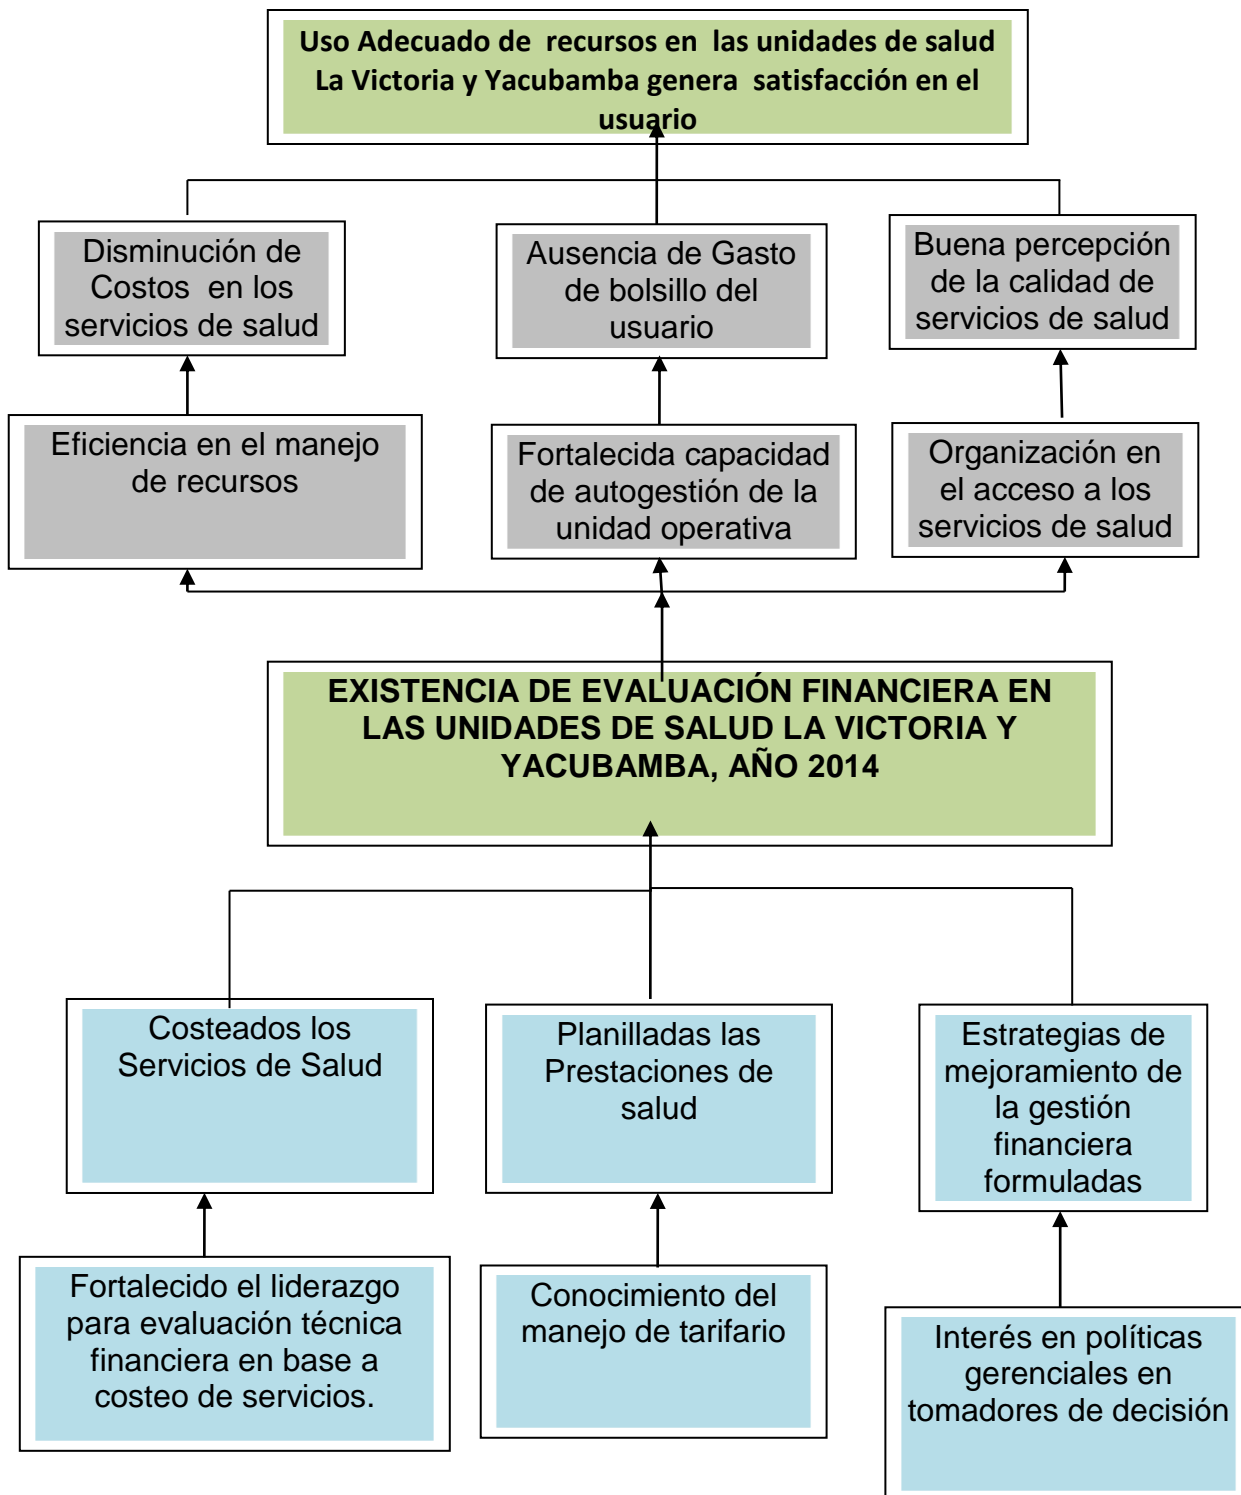 Uso Adecuado de recursos en las unidades de salud
La Victoria y Yacubamba genera satisfacción en el
usuario
Disminución de
Costos en los
servicios de salud
Ausencia de Gasto
de bolsillo del
usuario
Buena percepción
de la calidad de
servicios de salud
Eficiencia en el manejo
de recursos
Fortalecida capacidad
de autogestión de la
unidad operativa
Organización en
el acceso a los
servicios de salud
EXISTENCIA DE EVALUACIÓN FINANCIERA EN
LAS UNIDADES DE SALUD LA VICTORIA Y
YACUBAMBA, AÑO 2014
Costeados los
Servicios de Salud
Planilladas las
Prestaciones de
salud
Estrategias de
mejoramiento de
la gestión
financiera
formuladas
Fortalecido el liderazgo
para evaluación técnica
financiera en base a
costeo de servicios.
Conocimiento del
manejo de tarifario
Interés en políticas
gerenciales en
tomadores de decisión